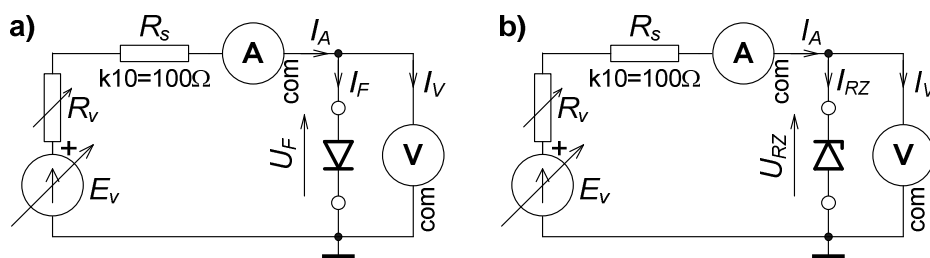 a)
R_s
A
I_A
k10=100Ω
com
I_F
I_V
R_v
+
U_F
V
E_v
com
b)
R_s
A
I_A
k10=100Ω
com
I_RZ
I_V
R_v
+
U_RZ
V
E_v
com